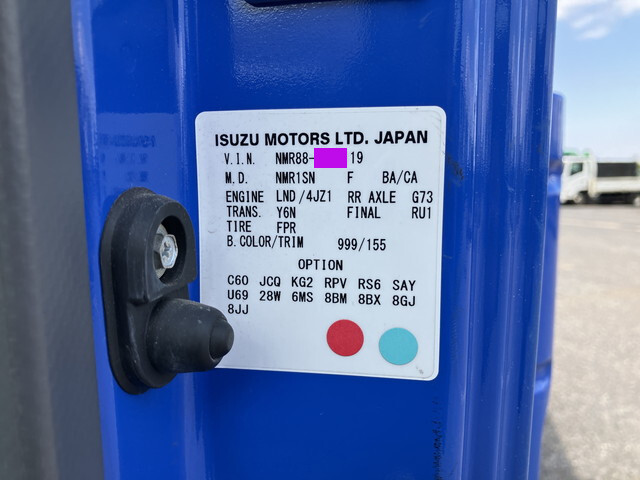 ISUZU MOTORS LTD. JAPAN
V.I.N. NMR88- 19
M.D. NMR1SN F BA/CA
ENGINE LND/4JZ1 RR AXLE G73
TRANS. Y6N FINAL RU1
TIRE FPR
B.COLOR/TRIM 999/155
OPTION
C60 JCQ KG2 RPV RS6 SAY
U69 28W 6MS 8BM 8BX 8GJ
8JJ